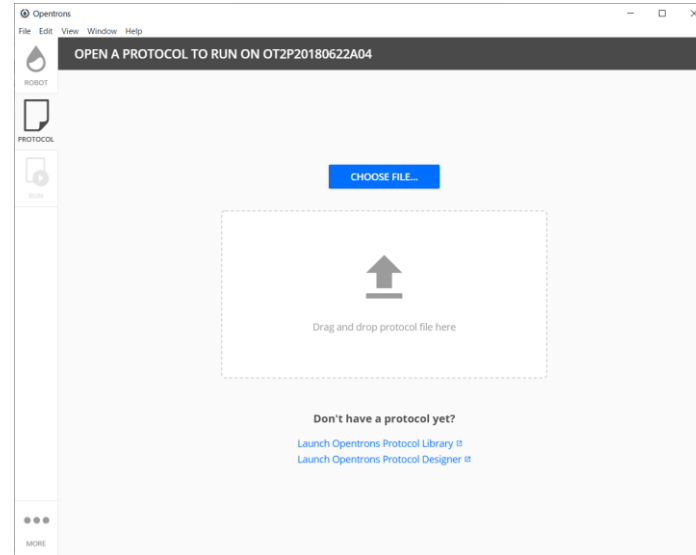 Opentrons
File Edit View Window Help
OPEN A PROTOCOL TO RUN ON OT2P20180622A04
ROBOT
PROTOCOL
RUN
CHOOSE FILE...
Drag and drop protocol file here
Don't have a protocol yet?
Launch Opentrons Protocol Library
Launch Opentrons Protocol Designer
MORE